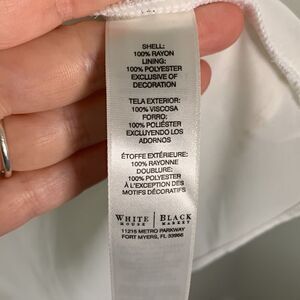 SHELL:
100% RAYON
LINING:
100% POLYESTER
EXCLUSIVE OF
DECORATION
TELA EXTERIOR:
100% VISCOSA
FORRO:
100% POLIÉSTER
EXCLUYENDO LOS
ADORNOS
ÉTOFFE EXTÉRIEURE:
100% RAYONNE
DOUBLURE:
100% POLYESTER
À L'EXCEPTION DES
MOTIFS DÉCORATIFS
WHITE | BLACK
HOUSE | MARKET
11215 METRO PARKWAY
FORT MYERS, FL 33966